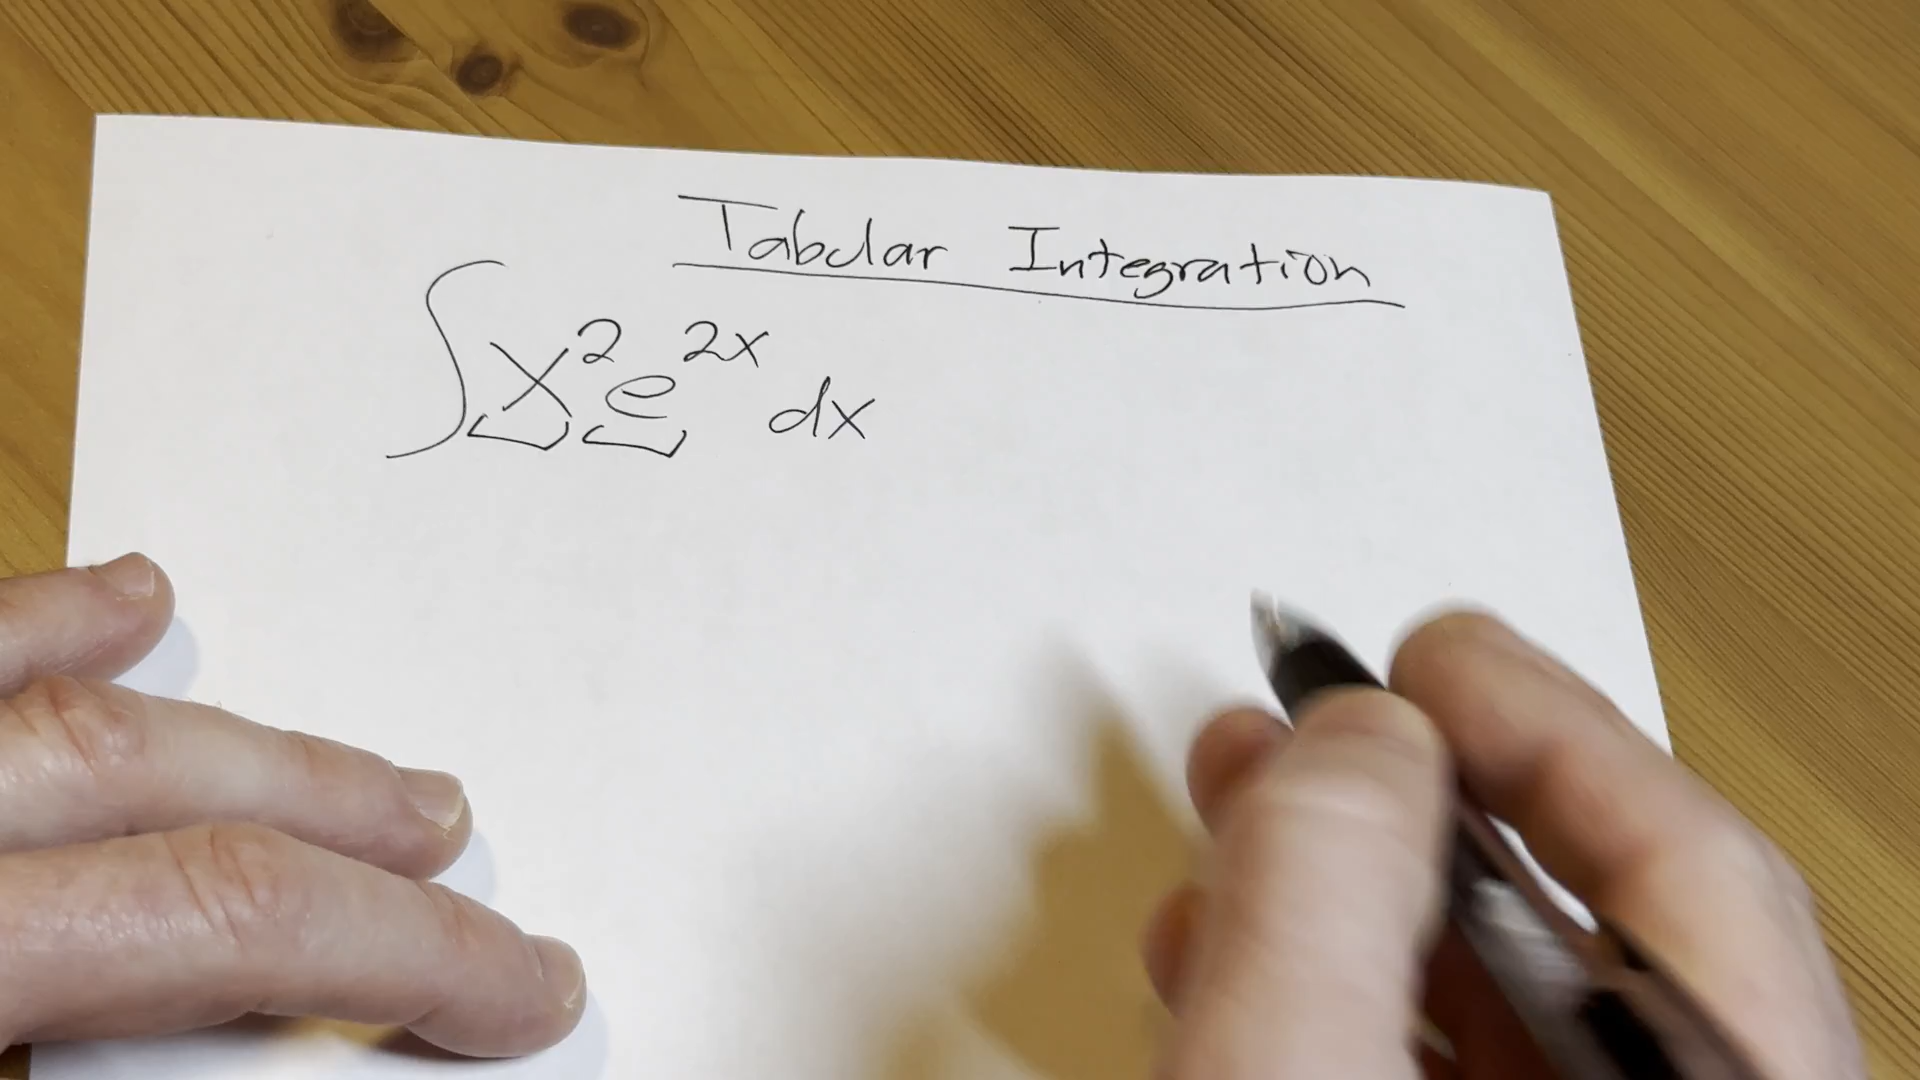 Tabular Integration
∫x²e²ˣ dx